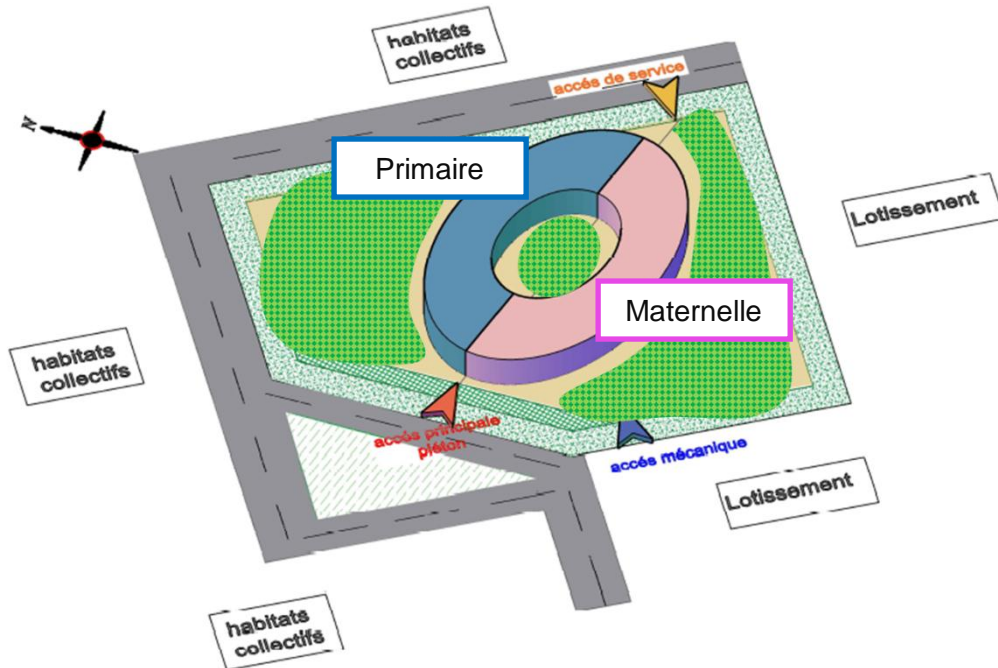 habitats
collectifs
accés de service
N
Primaire
Lotissement
Maternelle
habitats
collectifs
accés principale
piéton
accés mécanique
Lotissement
habitats
collectifs